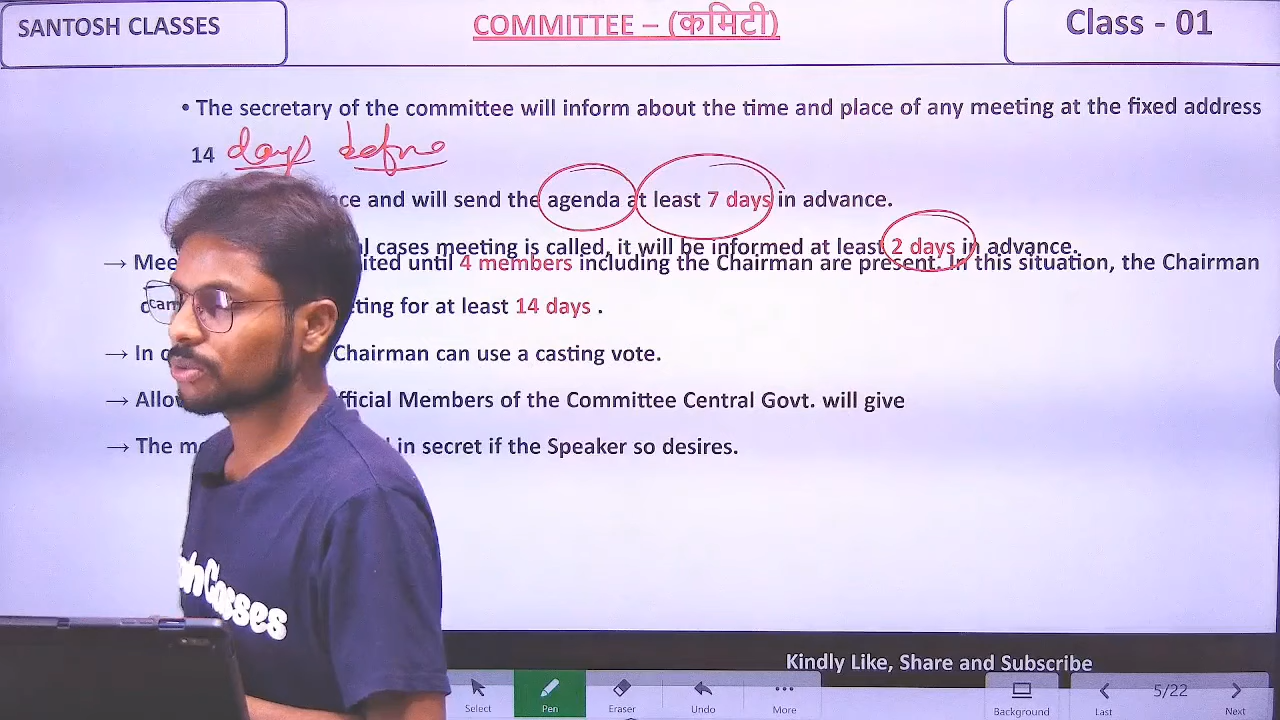 SANTOSH CLASSES
COMMITTEE – (कमिटी)
Class - 01
• The secretary of the committee will inform about the time and place of any meeting at the fixed address
14 days before
nce and will send the agenda at least 7 days in advance.
l cases meeting is called, it will be informed at least 2 days in advance.
→ Mee ited until 4 members including the Chairman are present. In this situation, the Chairman
can ting for at least 14 days .
→ In Chairman can use a casting vote.
→ Allo fficial Members of the Committee Central Govt. will give
→ The m in secret if the Speaker so desires.
Classes
Kindly Like, Share and Subscribe
Select Pen Eraser Undo More Background Last 5/22 Next